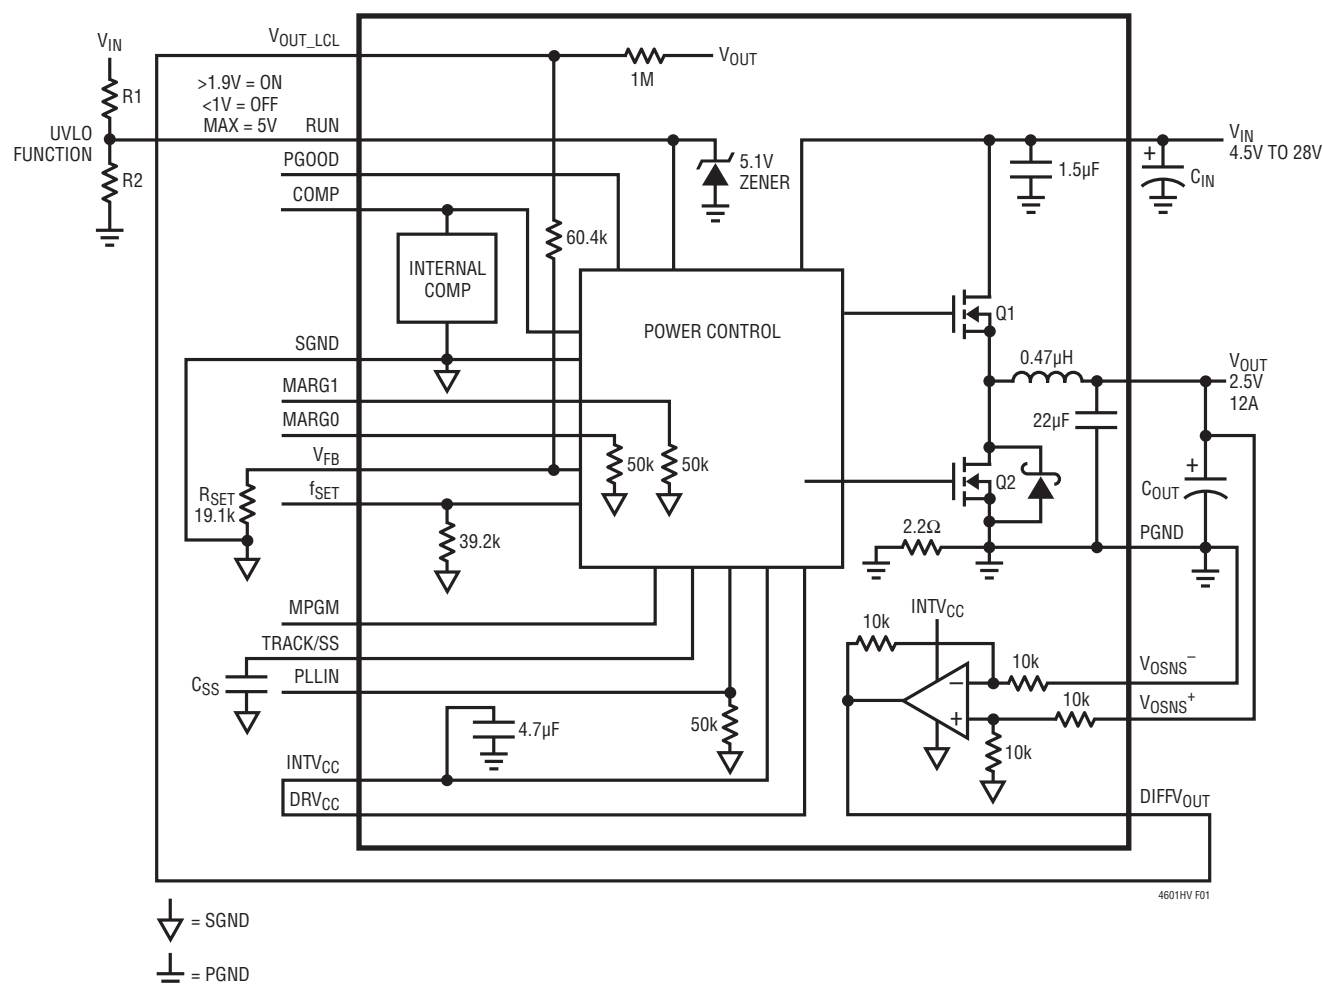 VIN
R1
UVLO
FUNCTION
R2
VOUT_LCL
>1.9V = ON
<1V = OFF
MAX = 5V
RUN
PGOOD
COMP
INTERNAL
COMP
SGND
MARG1
MARG0
VFB
fSET
RSET
19.1k
39.2k
MPGM
TRACK/SS
CSS
PLLIN
4.7µF
INTVCC
DRVCC
1M
VOUT
5.1V
ZENER
60.4k
POWER CONTROL
50k
50k
50k
1.5µF
VIN
4.5V TO 28V
+
CIN
Q1
0.47µH
VOUT
2.5V
12A
22µF
Q2
+
COUT
2.2Ω
PGND
INTVCC
10k
10k
VOSNS−
10k
VOSNS+
−
+
10k
DIFFVOUT
4601HV F01
= SGND
= PGND